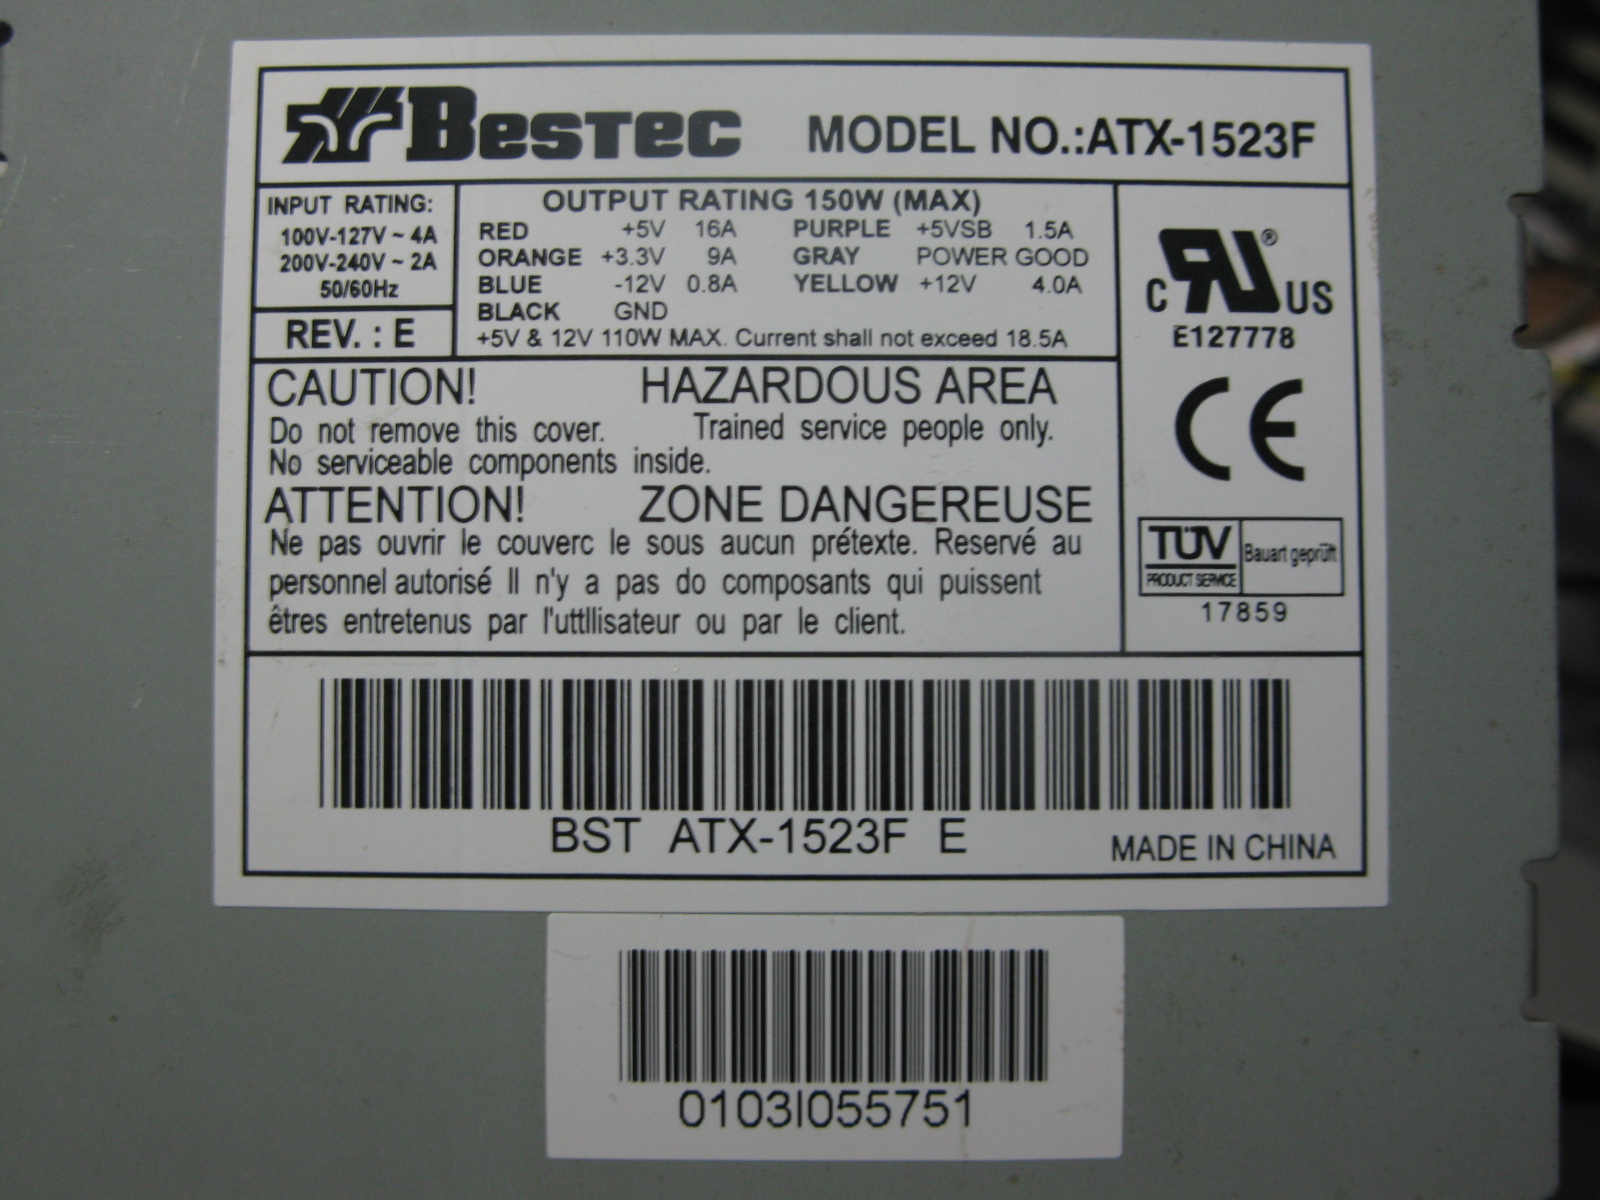 BESTEC MODEL NO.:ATX-1523F
INPUT RATING:
100V-127V ~ 4A
200V-240V ~ 2A
50/60Hz
REV. : E
OUTPUT RATING 150W (MAX)
RED +5V 16A PURPLE +5VSB 1.5A
ORANGE +3.3V 9A GRAY POWER GOOD
BLUE -12V 0.8A YELLOW +12V 4.0A
BLACK GND
+5V & 12V 110W MAX. Current shall not exceed 18.5A
C RU ® US
E127778
CE
TÜV Bauart geprüft
PRODUCT SERVICE
17859
CAUTION! HAZARDOUS AREA
Do not remove this cover. Trained service people only.
No serviceable components inside.
ATTENTION! ZONE DANGEREUSE
Ne pas ouvrir le couverc le sous aucun prétexte. Reservé au
personnel autorisé Il n'y a pas do composants qui puissent
êtres entretenus par l'uttllisateur ou par le client.
BST ATX-1523F E
MADE IN CHINA
0103I055751